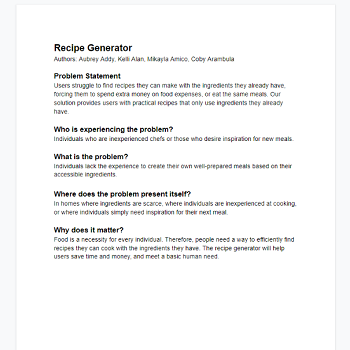 Recipe Generator
Authors: Aubrey Addy, Kelli Alan, Mikayla Amico, Coby Arambula
Problem Statement
Users struggle to find recipes they can make with the ingredients they already have,
forcing them to spend extra money on food expenses, or eat the same meals. Our
solution provides users with practical recipes that only use ingredients they already
have.
Who is experiencing the problem?
Individuals who are inexperienced chefs or those who desire inspiration for new meals.
What is the problem?
Individuals lack the experience to create their own well-prepared meals based on their
accessible ingredients.
Where does the problem present itself?
In homes where ingredients are scarce, where individuals are inexperienced at cooking,
or where individuals simply need inspiration for their next meal.
Why does it matter?
Food is a necessity for every individual. Therefore, people need a way to efficiently find
recipes they can cook with the ingredients they have. The recipe generator will help
users save time and money, and meet a basic human need.